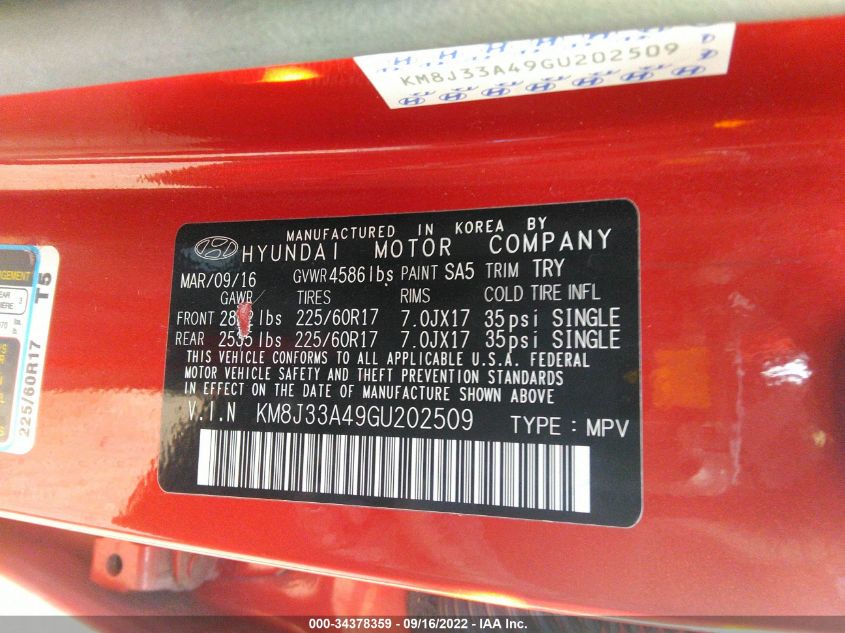 KM8J33A49GU202509
MANUFACTURED IN KOREA BY
HYUNDAI MOTOR COMPANY
MAR/09/16 GVWR 4586lbs PAINT SA5 TRIM TRY
GAWR TIRES RIMS COLD TIRE INFL
FRONT lbs 225/60R17 7.0JX17 35psi SINGLE
REAR 2535lbs 225/60R17 7.0JX17 35psi SINGLE
THIS VEHICLE CONFORMS TO ALL APPLICABLE U.S.A. FEDERAL
MOTOR VEHICLE SAFETY AND THEFT PREVENTION STANDARDS
IN EFFECT ON THE DATE OF MANUFACTURE SHOWN ABOVE
V.I.N KM8J33A49GU202509 TYPE : MPV
T5
225/60R17
000-34378359 - 09/16/2022 - IAA Inc.